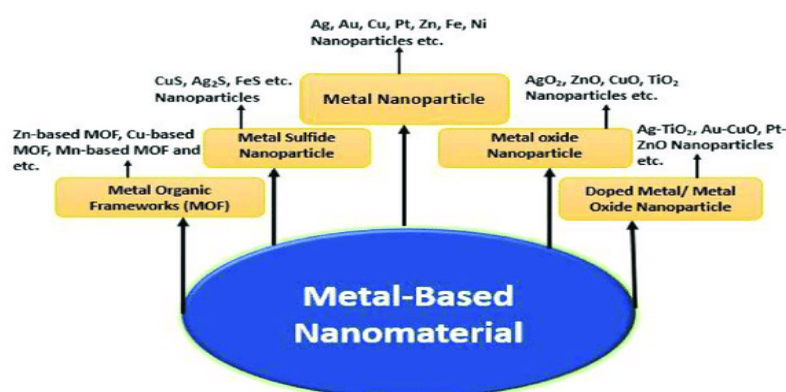 Ag, Au, Cu, Pt, Zn, Fe, Ni
Nanoparticles etc.
Metal Nanoparticle
CuS, Ag₂S, FeS etc.
Nanoparticles
Metal Sulfide
Nanoparticle
AgO₂, ZnO, CuO, TiO₂
Nanoparticles etc.
Metal oxide
Nanoparticle
Zn-based MOF, Cu-based
MOF, Mn-based MOF and
etc.
Metal Organic
Frameworks (MOF)
Ag-TiO₂, Au-CuO, Pt-
ZnO Nanoparticles
etc.
Doped Metal/ Metal
Oxide Nanoparticle
Metal-Based
Nanomaterial